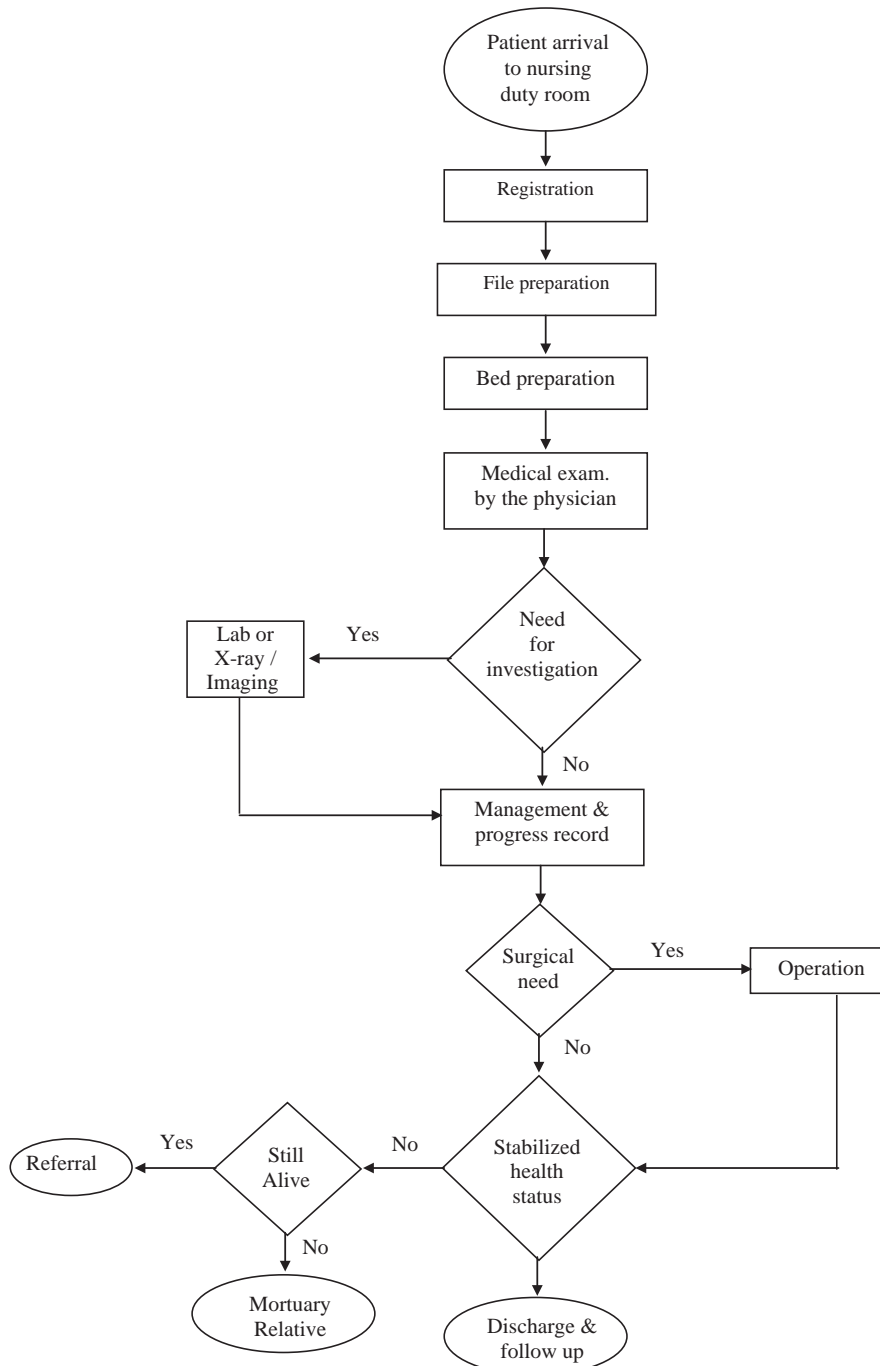 Patient arrival
to nursing
duty room
Registration
File preparation
Bed preparation
Medical exam.
by the physician
Need
for
investigation
Yes
Lab or
X-ray /
Imaging
No
Management &
progress record
Surgical
need
Yes
Operation
No
Stabilized
health
status
No
Still
Alive
Yes
Referral
No
Mortuary
Relative
Discharge &
follow up